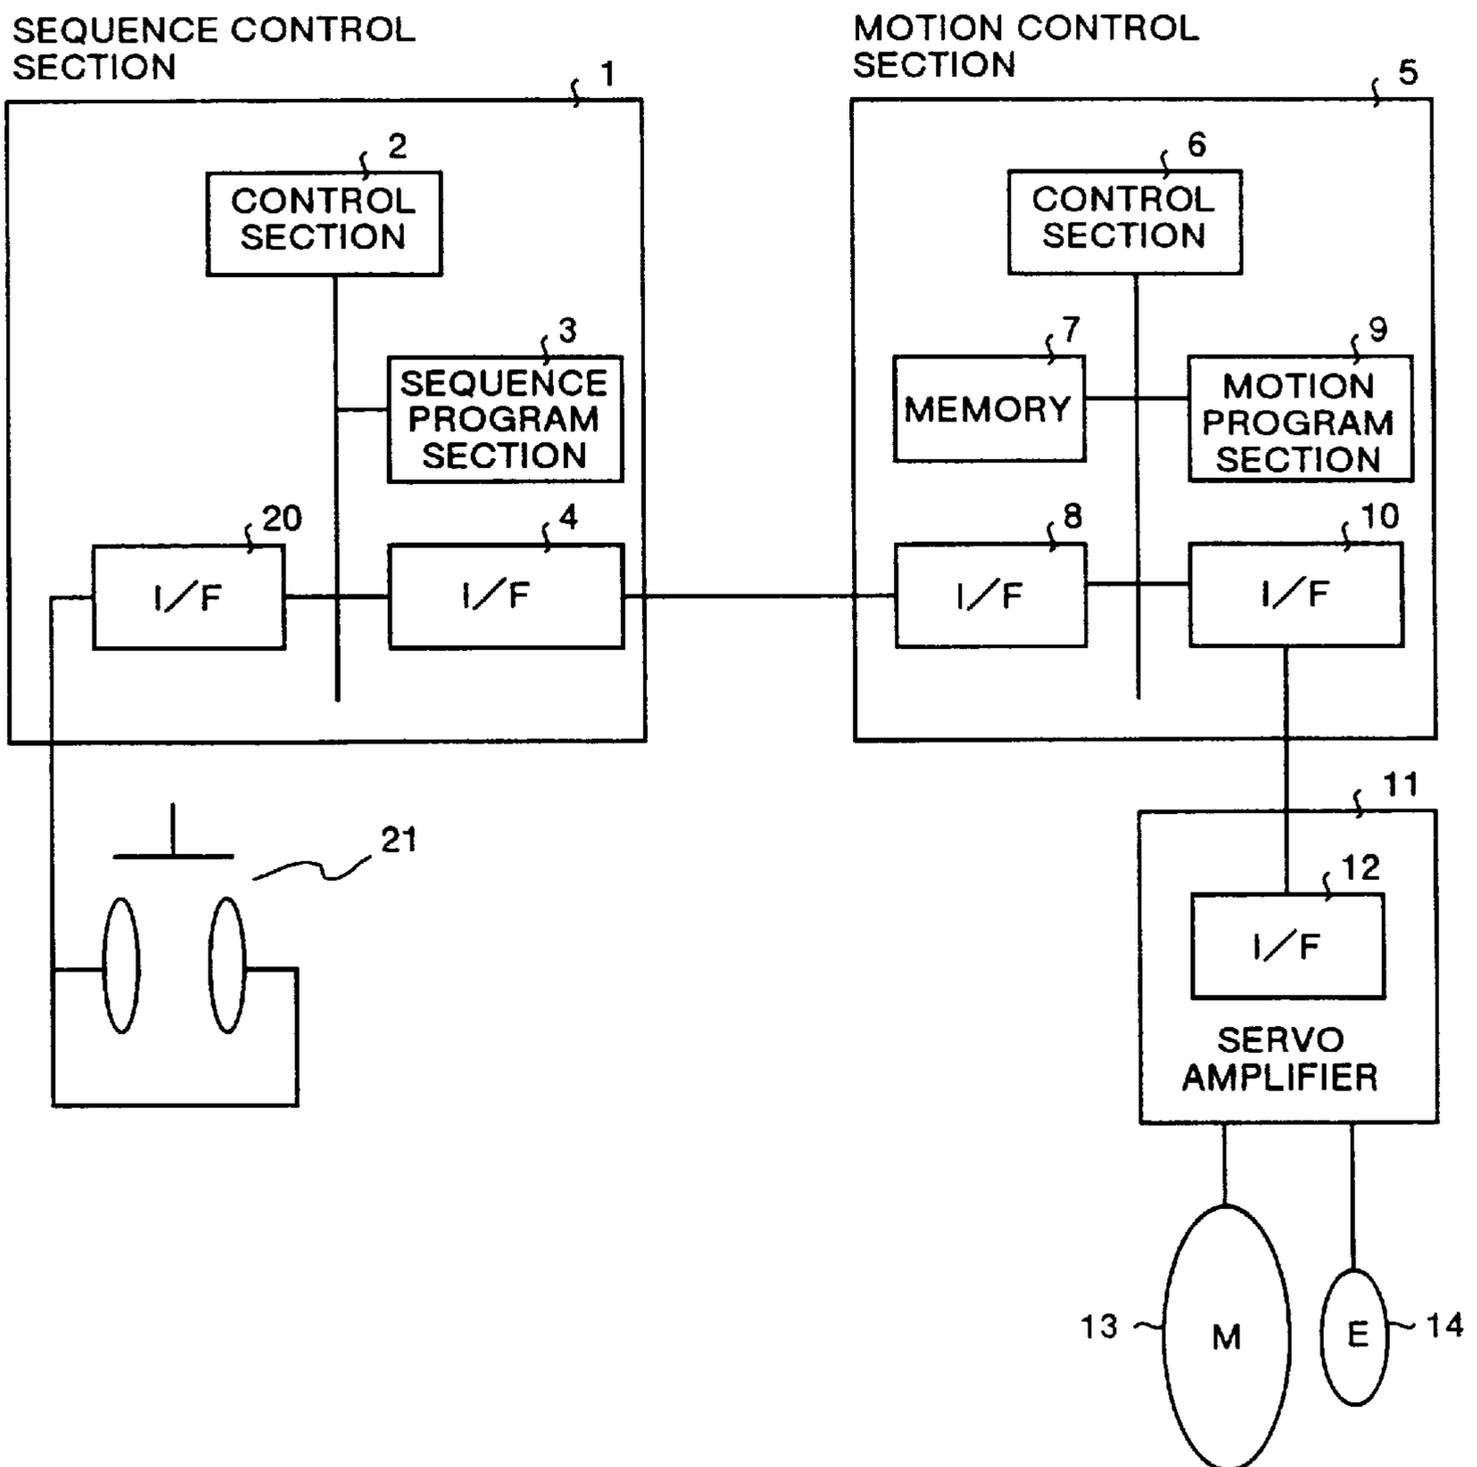 SEQUENCE CONTROL
SECTION
1
2
CONTROL
SECTION
3
SEQUENCE
PROGRAM
SECTION
20
I/F
4
I/F
21
MOTION CONTROL
SECTION
5
6
CONTROL
SECTION
7
MEMORY
9
MOTION
PROGRAM
SECTION
8
I/F
10
I/F
11
12
I/F
SERVO
AMPLIFIER
13
M
E
14